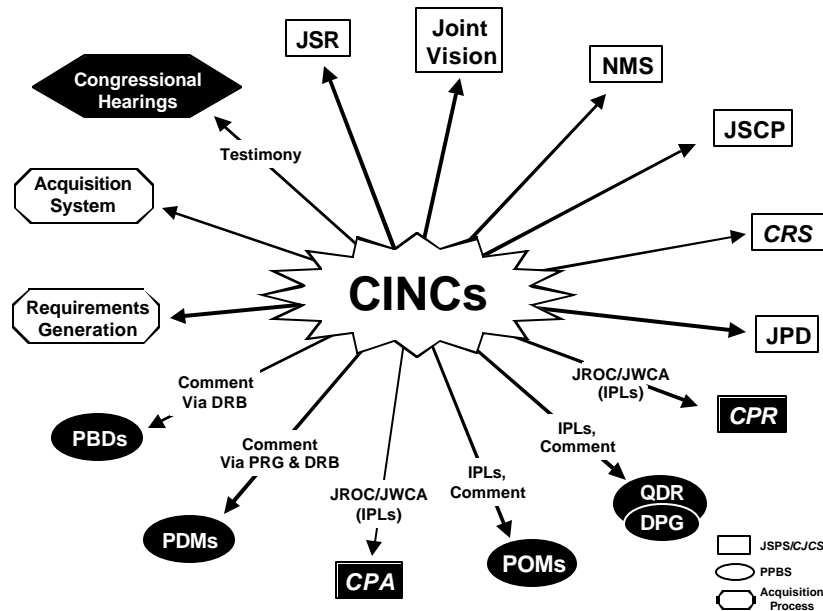 JSR
Joint
Vision
NMS
Congressional
Hearings
JSCP
Testimony
Acquisition
System
CRS
CINCs
Requirements
Generation
JPD
JROC/JWCA
(IPLs)
CPR
Comment
Via DRB
PBDs
Comment
Via PRG & DRB
PDMs
JROC/JWCA
(IPLs)
CPA
IPLs,
Comment
POMs
IPLs,
Comment
QDR
DPG
JSPS/CJCS
PPBS
Acquisition
Process